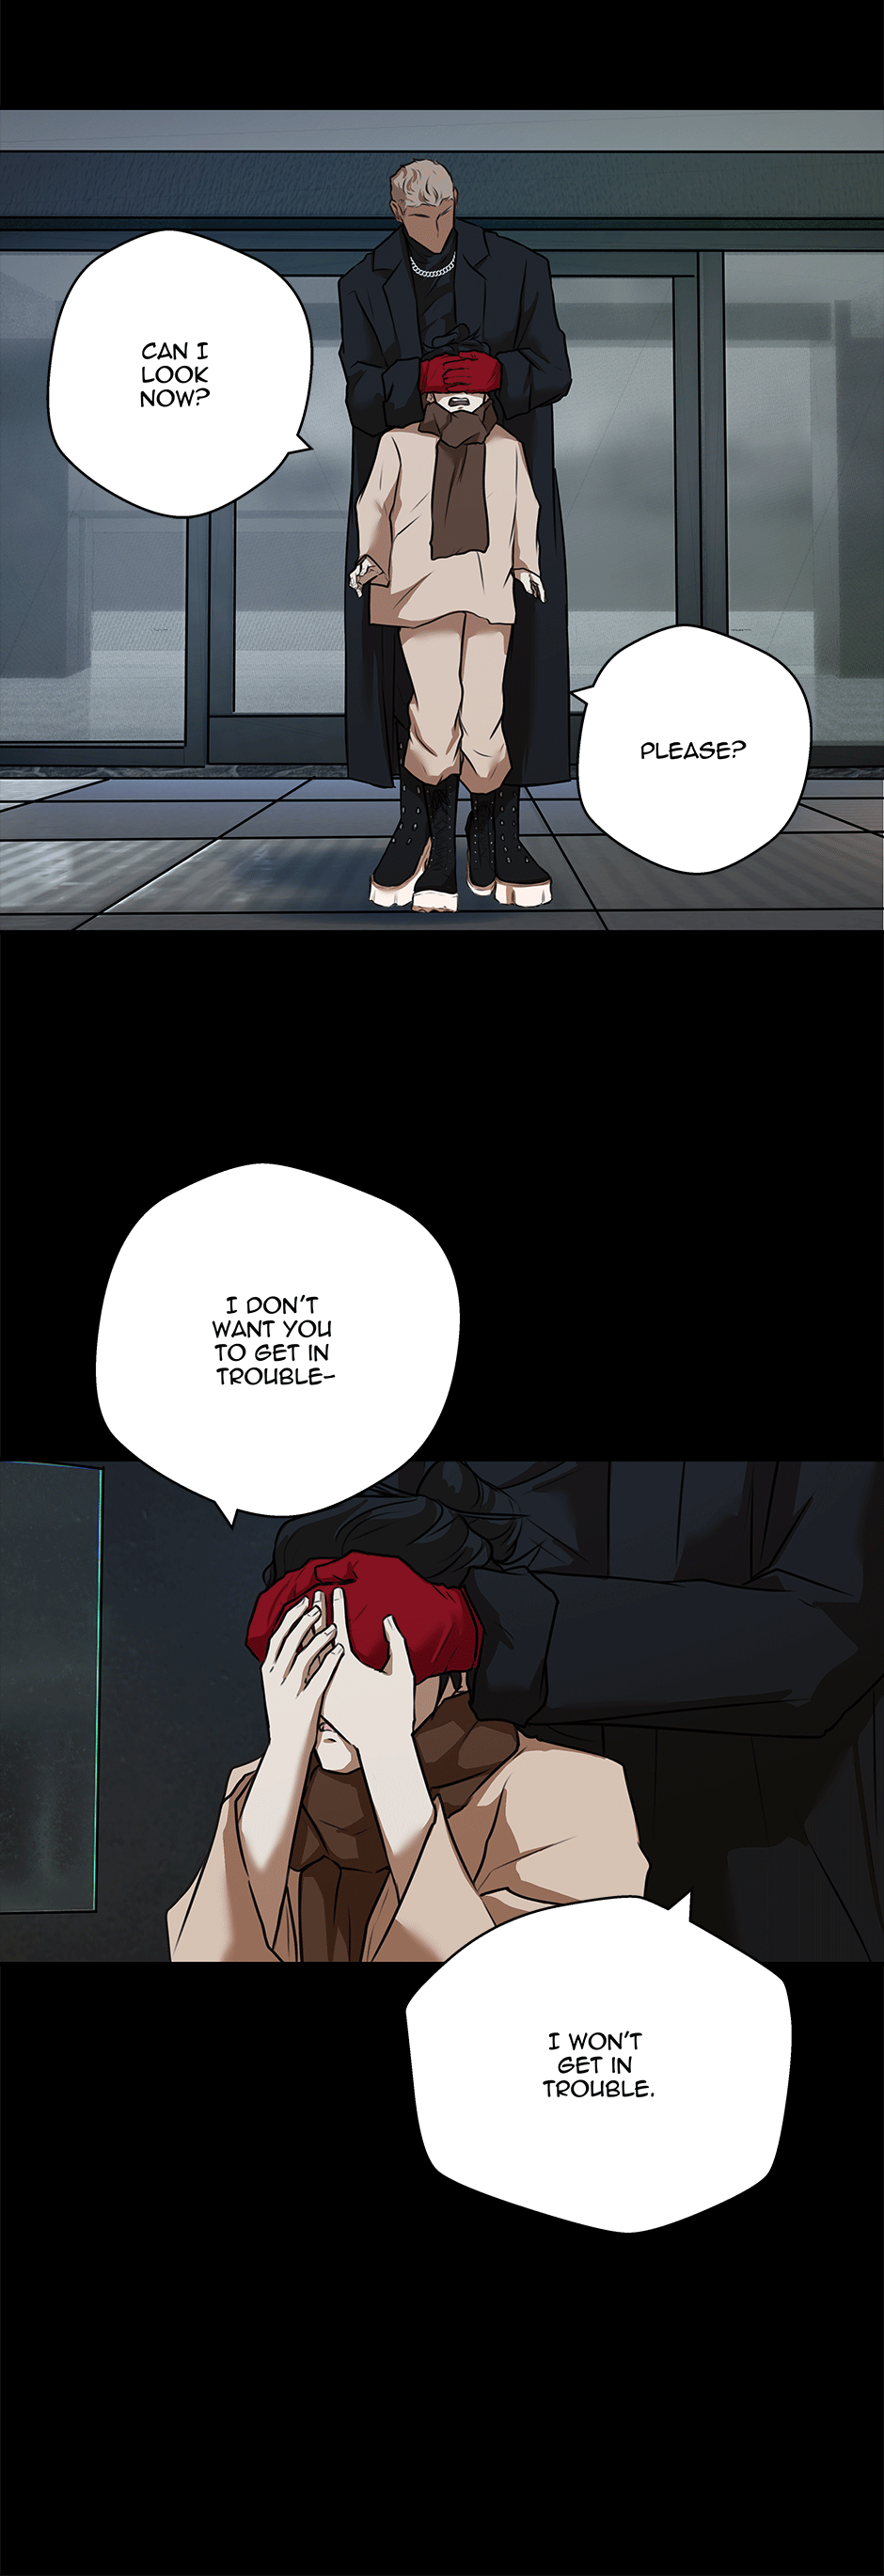 CAN I
LOOK
NOW?
PLEASE?
I DON'T
WANT YOU
TO GET IN
TROUBLE-
I WON'T
GET IN
TROUBLE.